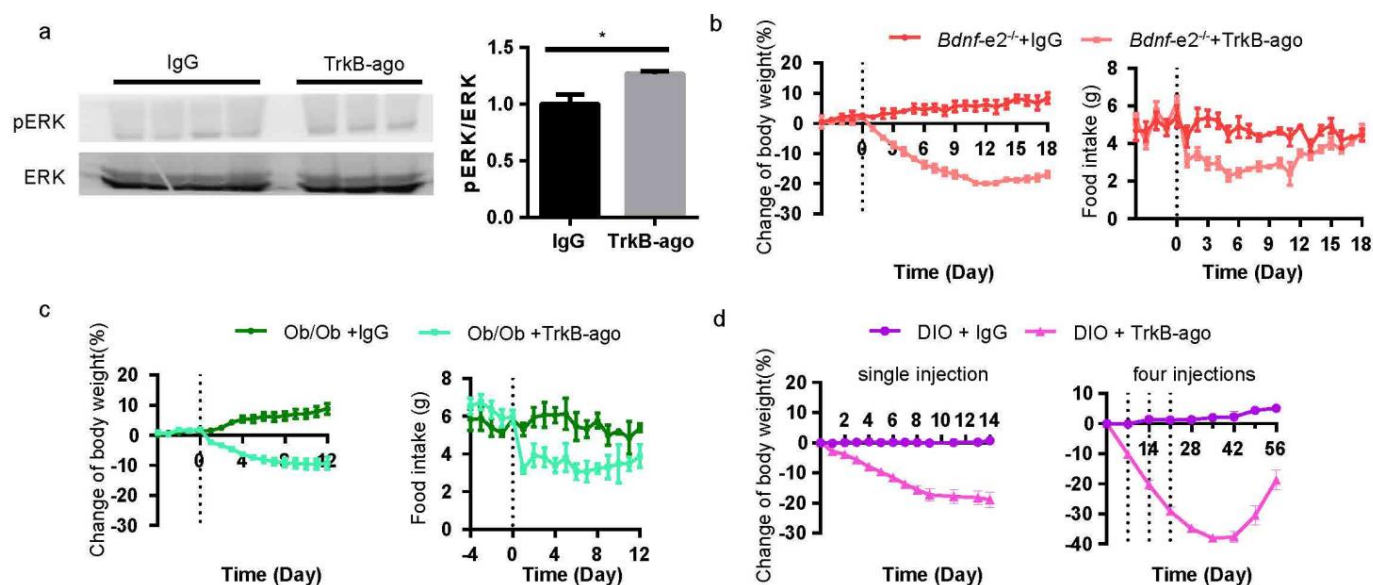 a
IgG
TrkB-ago
pERK
ERK
pERK/ERK
1.5
1.0
0.5
0.0
*
IgG
TrkB-ago
b
Bdnf-e2-/-+IgG
Bdnf-e2-/-+TrkB-ago
Change of body weight(%)
20
10
0
-10
-20
-30
0 3 6 9 12 15 18
Time (Day)
Food intake (g)
8
6
4
2
0
0 3 6 9 12 15 18
Time (Day)
c
Ob/Ob +IgG
Ob/Ob +TrkB-ago
Change of body weight(%)
20
10
0
-10
-20
-30
0 4 8 12
Time (Day)
Food intake (g)
8
6
4
2
0
-4 0 4 8 12
Time (Day)
d
DIO + IgG
DIO + TrkB-ago
Change of body weight(%)
single injection
20
10
0
-10
-20
-30
2 4 6 8 10 12 14
Time (Day)
four injections
10
0
-10
-20
-30
-40
14 28 42 56
Time (Day)